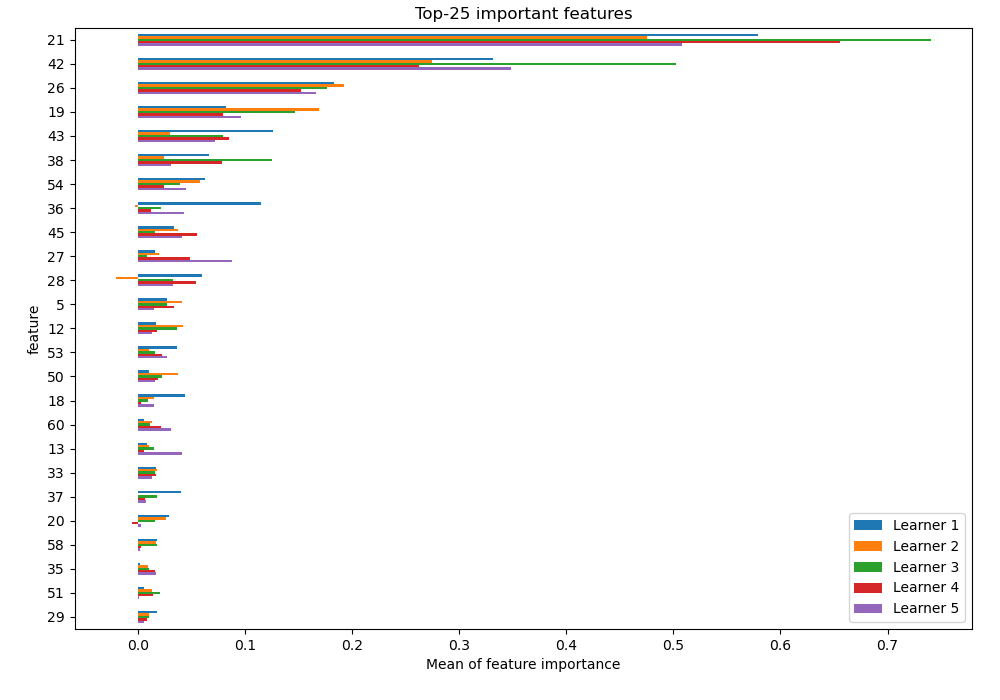 Top-25 important features
21
42
26
19
43
38
54
36
45
27
28
5
12
53
50
18
60
13
33
37
20
58
35
51
29
feature
0.0 0.1 0.2 0.3 0.4 0.5 0.6 0.7
Mean of feature importance
Learner 1
Learner 2
Learner 3
Learner 4
Learner 5